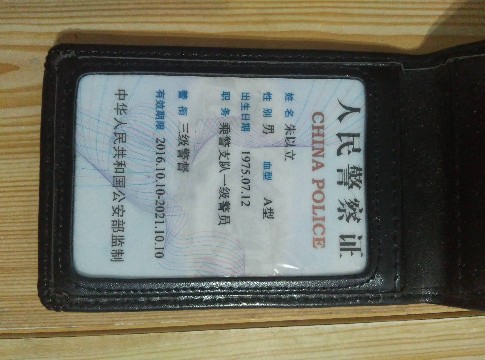 人民警察证
CHINA POLICE
姓 名 朱以立
性 别 男 血型 A型
出生日期 1975.07.12
职 务 乘警支队一级警员
警 衔 三级警督
有效期限 2016.10.10-2021.10.10
中华人民共和国公安部监制